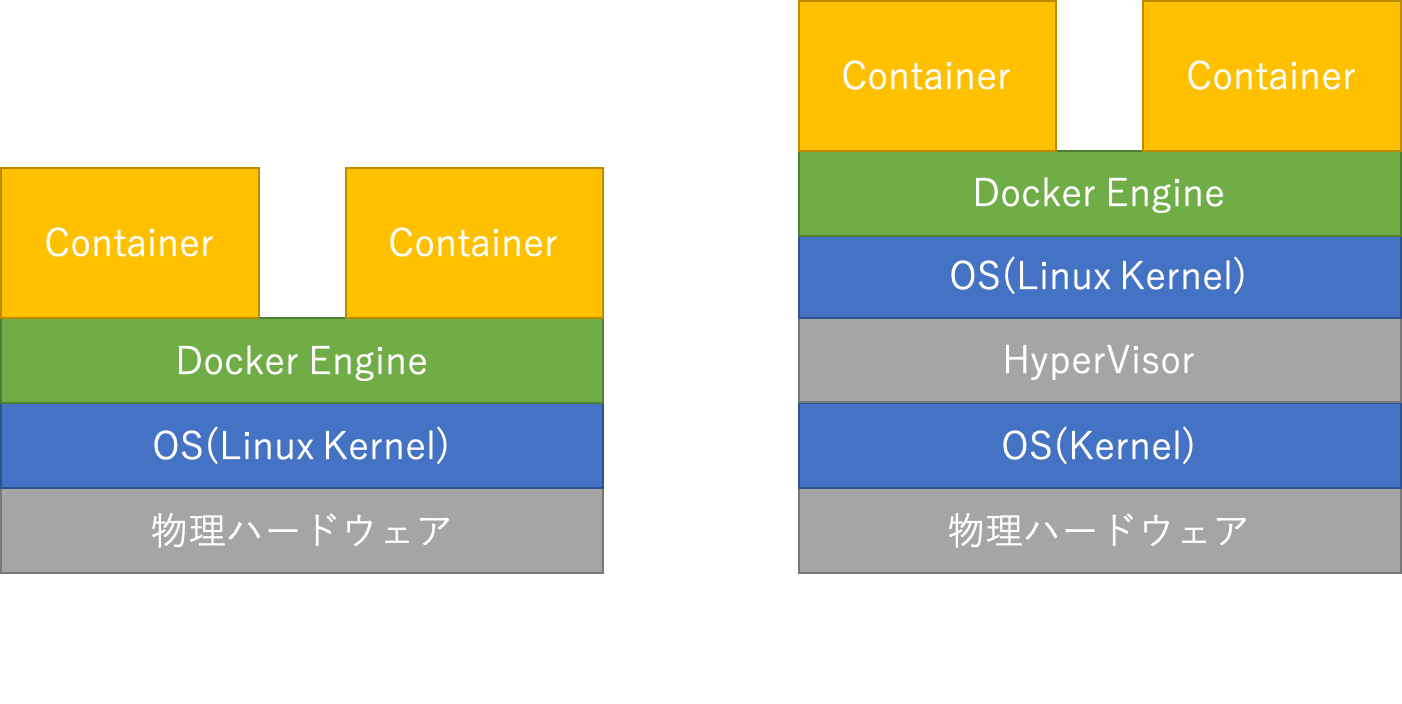 Container
Container
Docker Engine
OS(Linux Kernel)
物理ハードウェア
Container
Container
Docker Engine
OS(Linux Kernel)
HyperVisor
OS(Kernel)
物理ハードウェア